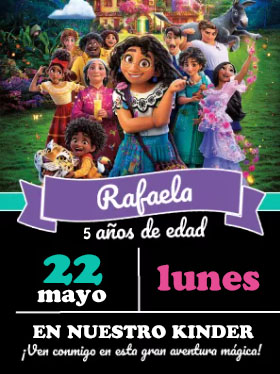 Rafaela
5 años de edad
22 lunes
mayo
EN NUESTRO KINDER
¡Ven conmigo en esta gran aventura mágica!